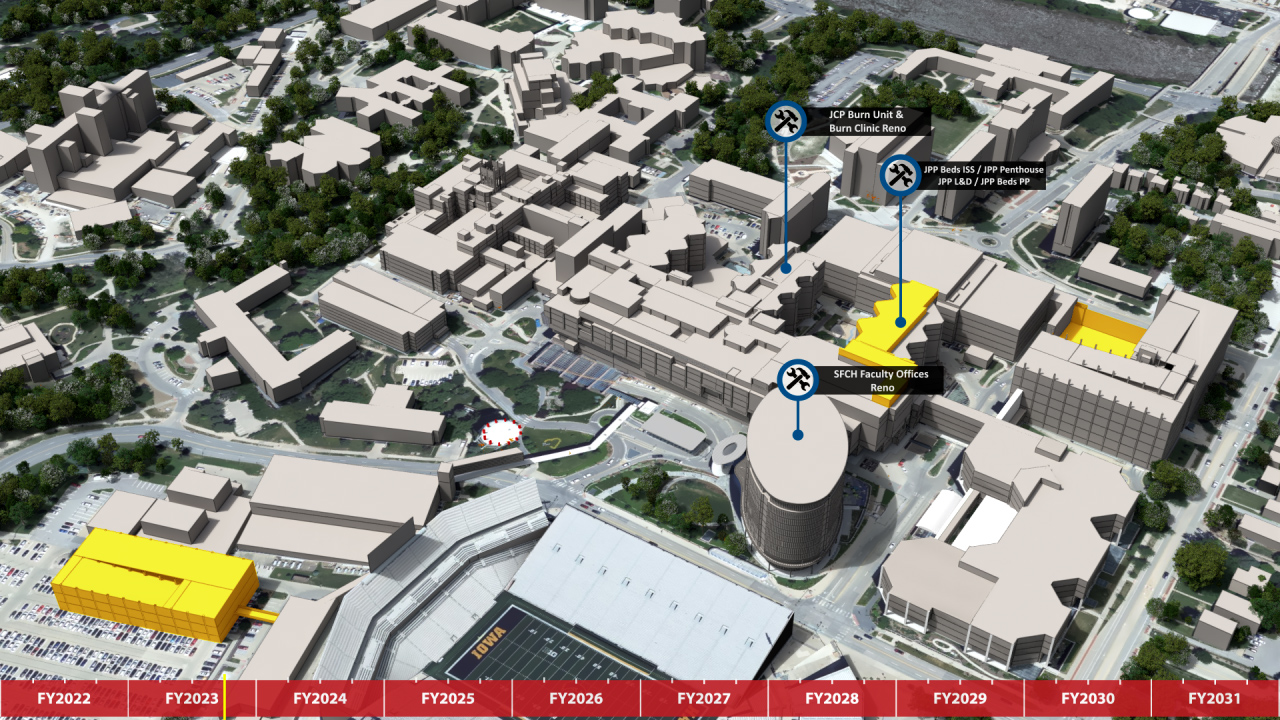 JCP Burn Unit &
Burn Clinic Reno
JPP Beds ISS / JPP Penthouse
JPP L&D / JPP Beds PP
SFCH Faculty Offices
Reno
IOWA
FY2022 FY2023 FY2024 FY2025 FY2026 FY2027 FY2028 FY2029 FY2030 FY2031